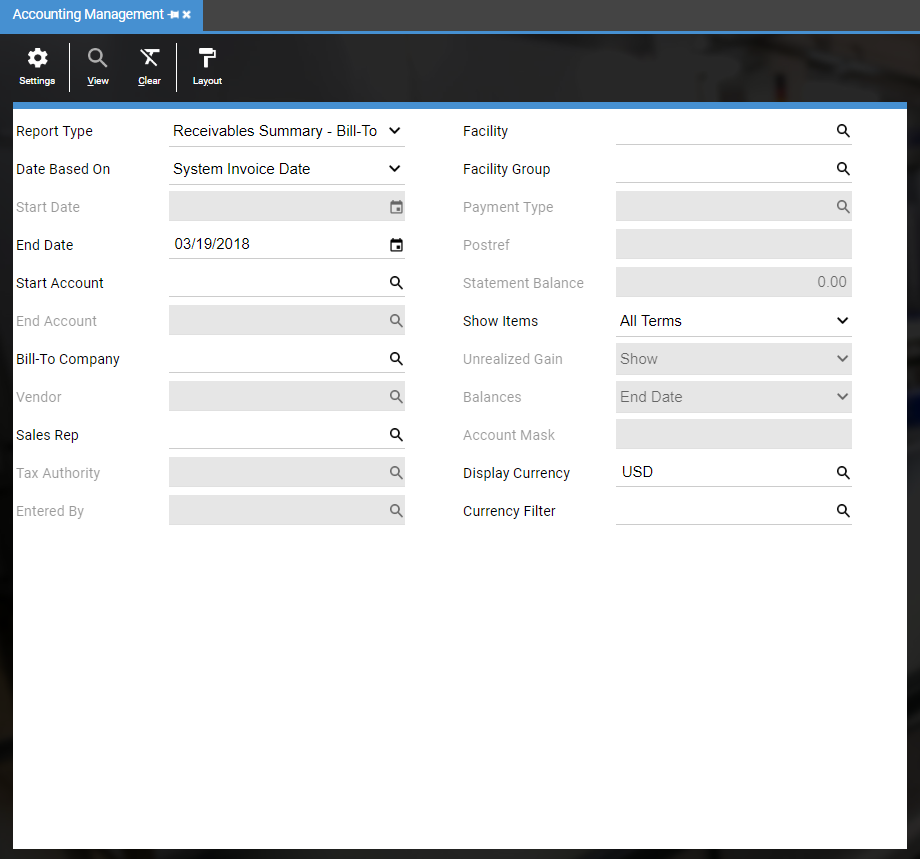 Accounting Management
Settings
View
Clear
Layout
Report Type
Receivables Summary - Bill-To
Date Based On
System Invoice Date
Start Date
End Date
03/19/2018
Start Account
End Account
Bill-To Company
Vendor
Sales Rep
Tax Authority
Entered By
Facility
Facility Group
Payment Type
Postref
Statement Balance
0.00
Show Items
All Terms
Unrealized Gain
Show
Balances
End Date
Account Mask
Display Currency
USD
Currency Filter